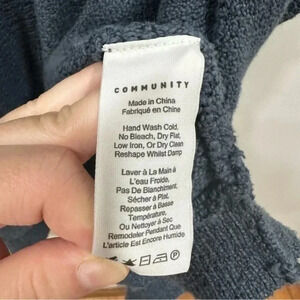 COMMUNITY
Made in China
Fabriqué en Chine
Hand Wash Cold,
No Bleach, Dry Flat,
Low Iron, Or Dry Clean
Reshape Whilst Damp
Laver à La Main à
L'eau Froide,
Pas De Blanchiment,
Sécher à Plat,
Repasser à Basse
Température,
Ou Nettoyer à Sec
Remodeler Pendant Que
L'article Est Encore Humide